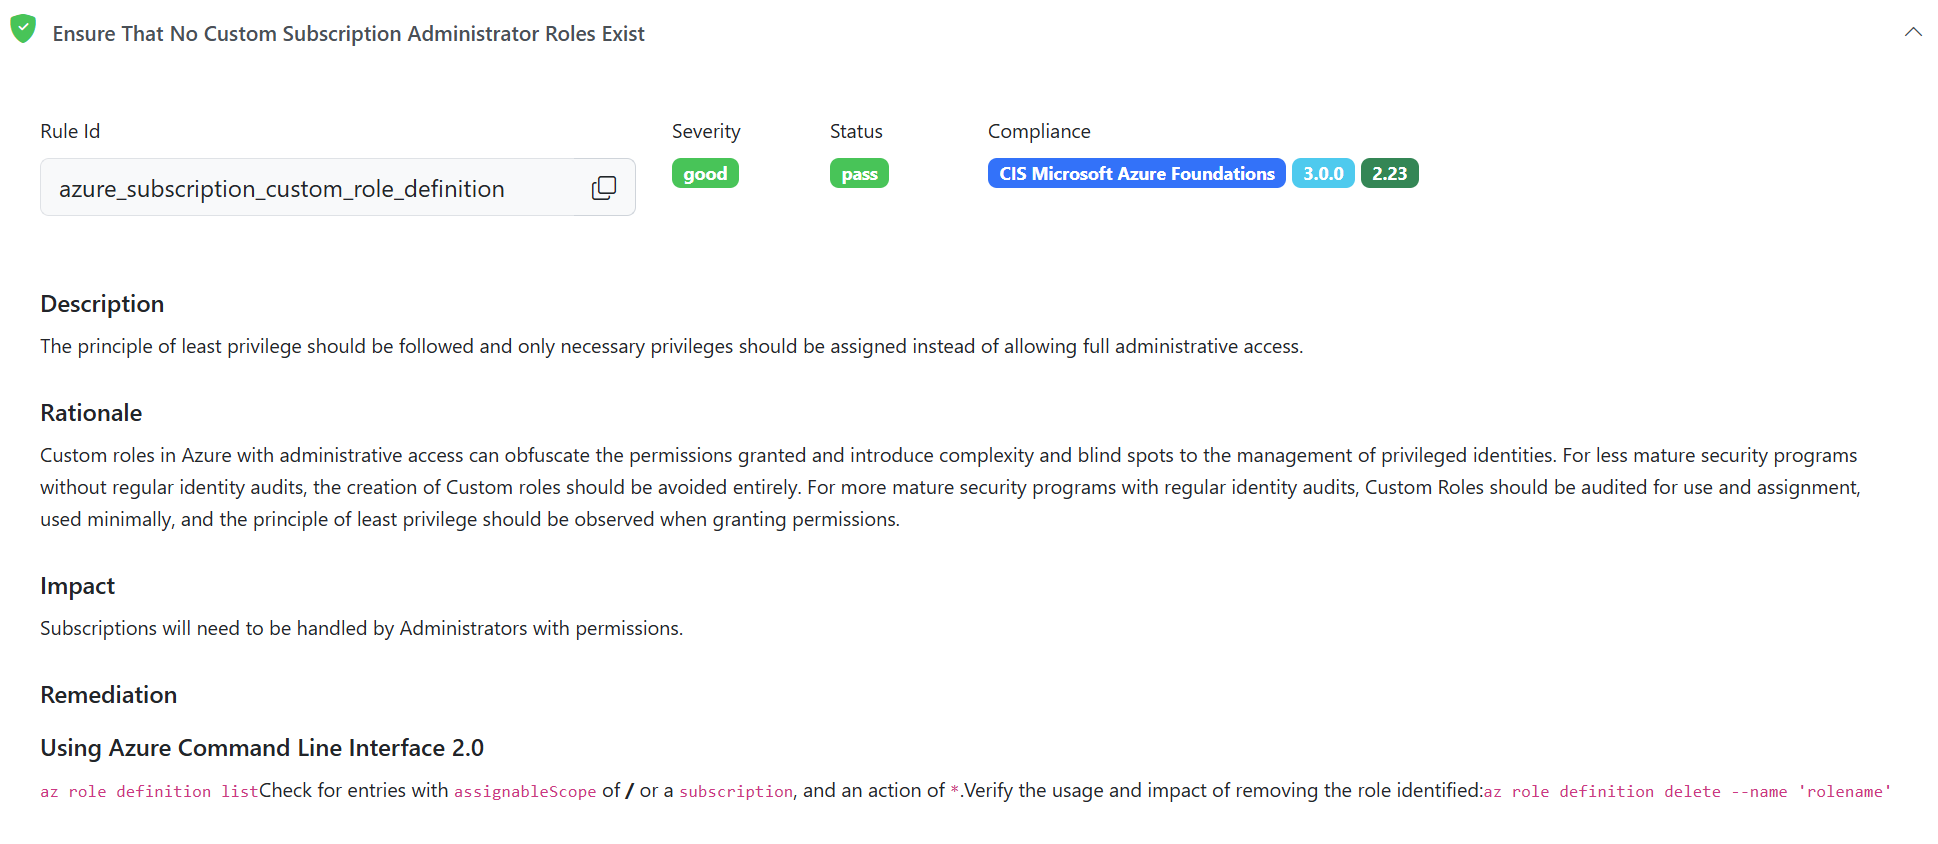 Ensure That No Custom Subscription Administrator Roles Exist
Rule Id
Severity
Status
Compliance
azure_subscription_custom_role_definition
good
pass
CIS Microsoft Azure Foundations
3.0.0
2.23
Description
The principle of least privilege should be followed and only necessary privileges should be assigned instead of allowing full administrative access.
Rationale
Custom roles in Azure with administrative access can obfuscate the permissions granted and introduce complexity and blind spots to the management of privileged identities. For less mature security programs
without regular identity audits, the creation of Custom roles should be avoided entirely. For more mature security programs with regular identity audits, Custom Roles should be audited for use and assignment,
used minimally, and the principle of least privilege should be observed when granting permissions.
Impact
Subscriptions will need to be handled by Administrators with permissions.
Remediation
Using Azure Command Line Interface 2.0
az role definition listCheck for entries with assignableScope of / or a subscription, and an action of *.Verify the usage and impact of removing the role identified:az role definition delete --name 'rolename'